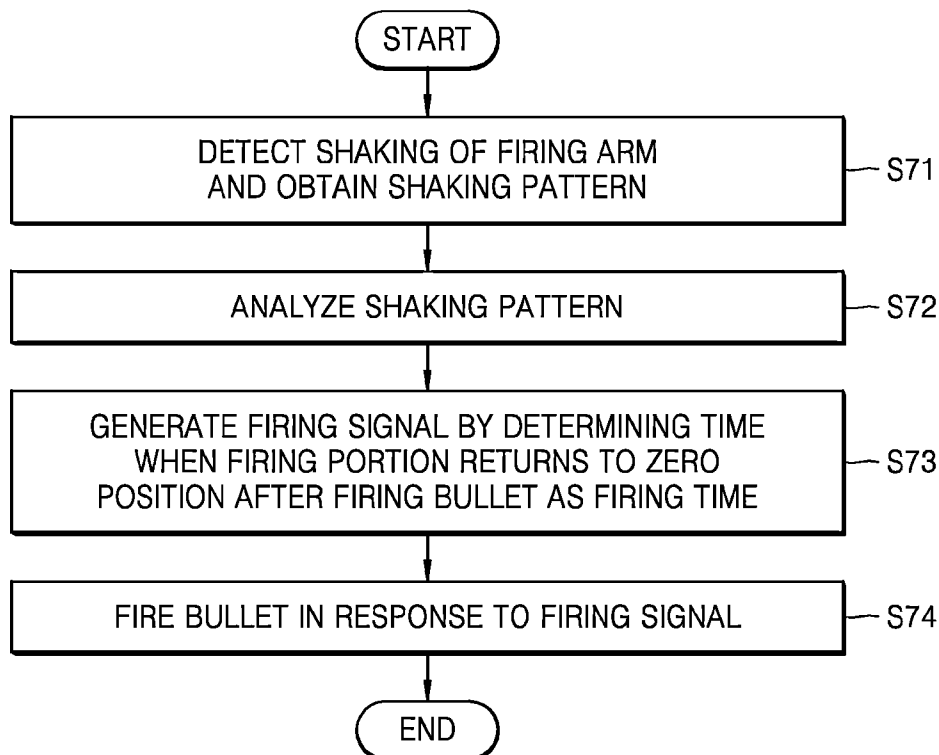 START
DETECT SHAKING OF FIRING ARM
AND OBTAIN SHAKING PATTERN
S71
ANALYZE SHAKING PATTERN
S72
GENERATE FIRING SIGNAL BY DETERMINING TIME
WHEN FIRING PORTION RETURNS TO ZERO
POSITION AFTER FIRING BULLET AS FIRING TIME
S73
FIRE BULLET IN RESPONSE TO FIRING SIGNAL
S74
END